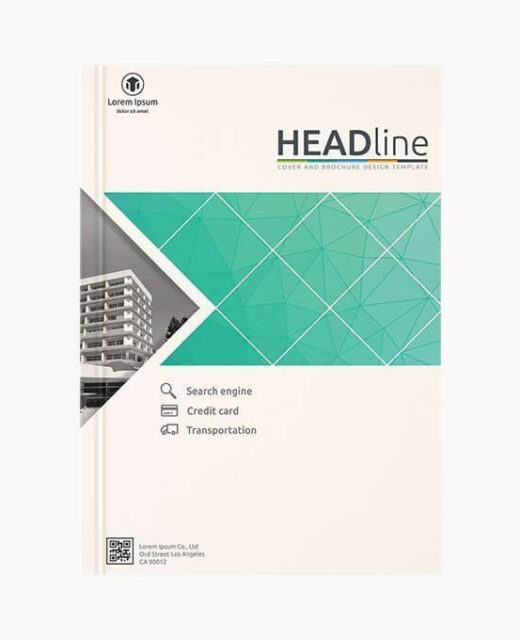 Lorem Ipsum
dolor sit amet
HEADline
COVER AND BROCHURE DESIGN TEMPLATE
Search engine
Credit card
Transportation
Lorem Ipsum Co., Ltd
Ord Street Los Angeles
CA 90012